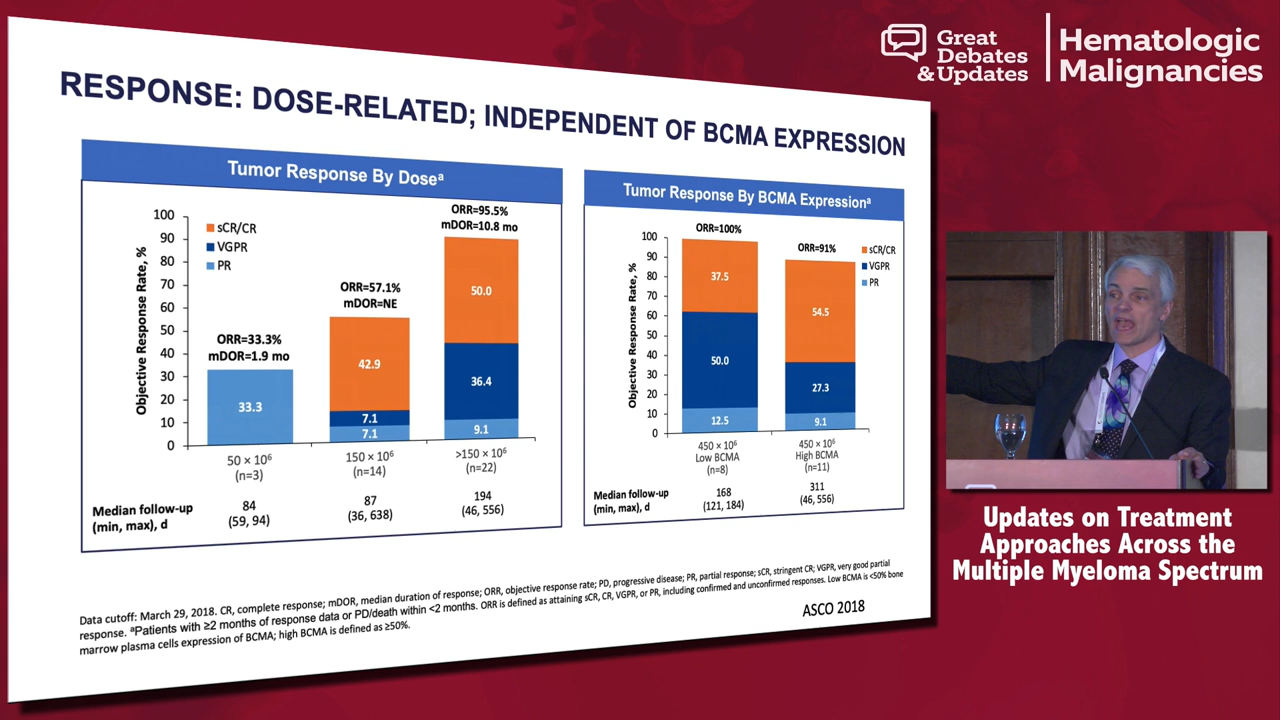 Great
Debates
& Updates
Hematologic
Malignancies
RESPONSE: DOSE-RELATED; INDEPENDENT OF BCMA EXPRESSION
Tumor Response By Doseᵃ
ORR=95.5%
mDOR=10.8 mo
100
90
80
70
60
50
40
30
20
10
0
Objective Response Rate, %
sCR/CR
VGPR
PR
ORR=57.1%
mDOR=NE
ORR=33.3%
mDOR=1.9 mo
33.3
42.9
7.1
7.1
50.0
36.4
9.1
50 × 10⁶
(n=3)
150 × 10⁶
(n=14)
>150 × 10⁶
(n=22)
Median follow-up
(min, max), d
84
(59, 94)
87
(36, 638)
194
(46, 556)
Tumor Response By BCMA Expressionᵃ
ORR=100%
ORR=91%
100
90
80
70
60
50
40
30
20
10
0
Objective Response Rate, %
sCR/CR
VGPR
PR
37.5
50.0
12.5
54.5
27.3
9.1
450 × 10⁶
Low BCMA
(n=8)
450 × 10⁶
High BCMA
(n=11)
Median follow-up
(min, max), d
168
(121, 184)
311
(46, 556)
Data cutoff: March 29, 2018. CR, complete response; mDOR, median duration of response; ORR, objective response rate; PD, progressive disease; PR, partial response; sCR, stringent CR; VGPR, very good partial
response. ᵃPatients with ≥2 months of response data or PD/death within <2 months. ORR is defined as attaining sCR, CR, VGPR, or PR, including confirmed and unconfirmed responses. Low BCMA is <50% bone
marrow plasma cells expression of BCMA; high BCMA is defined as ≥50%.
ASCO 2018
Updates on Treatment
Approaches Across the
Multiple Myeloma Spectrum